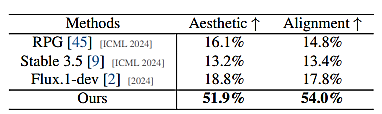 Methods Aesthetic ↑ Alignment ↑
RPG [45] [ICML 2024] 16.1% 14.8%
Stable 3.5 [9] [ICML 2024] 13.2% 13.4%
Flux.1-dev [2] [2024] 18.8% 17.8%
Ours 51.9% 54.0%